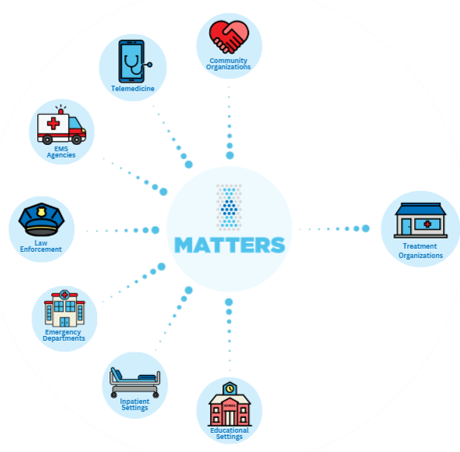 Community
Organizations
Telemedicine
EMS
Agencies
Law
Enforcement
MATTERS
Treatment
Organizations
Emergency
Departments
Inpatient
Settings
Educational
Settings